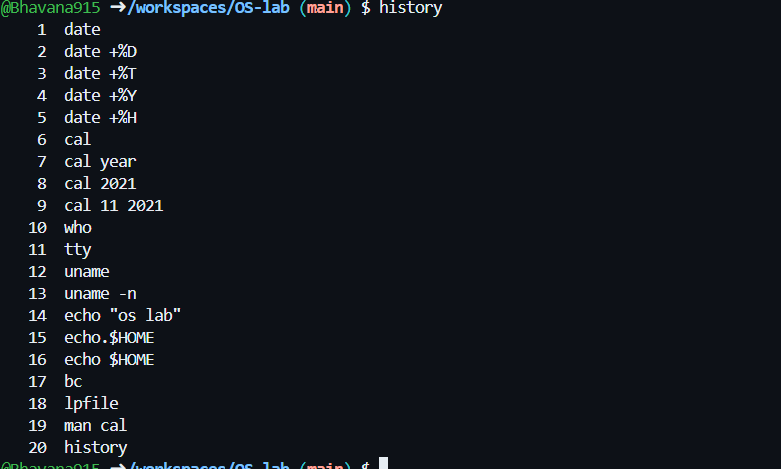 @Bhavana915 ➜/workspaces/OS-lab (main) $ history
1 date
2 date +%D
3 date +%T
4 date +%Y
5 date +%H
6 cal
7 cal year
8 cal 2021
9 cal 11 2021
10 who
11 tty
12 uname
13 uname -n
14 echo "os lab"
15 echo.$HOME
16 echo $HOME
17 bc
18 lpfile
19 man cal
20 history
@Bhavana915 ➜/workspaces/OS-lab (main) $